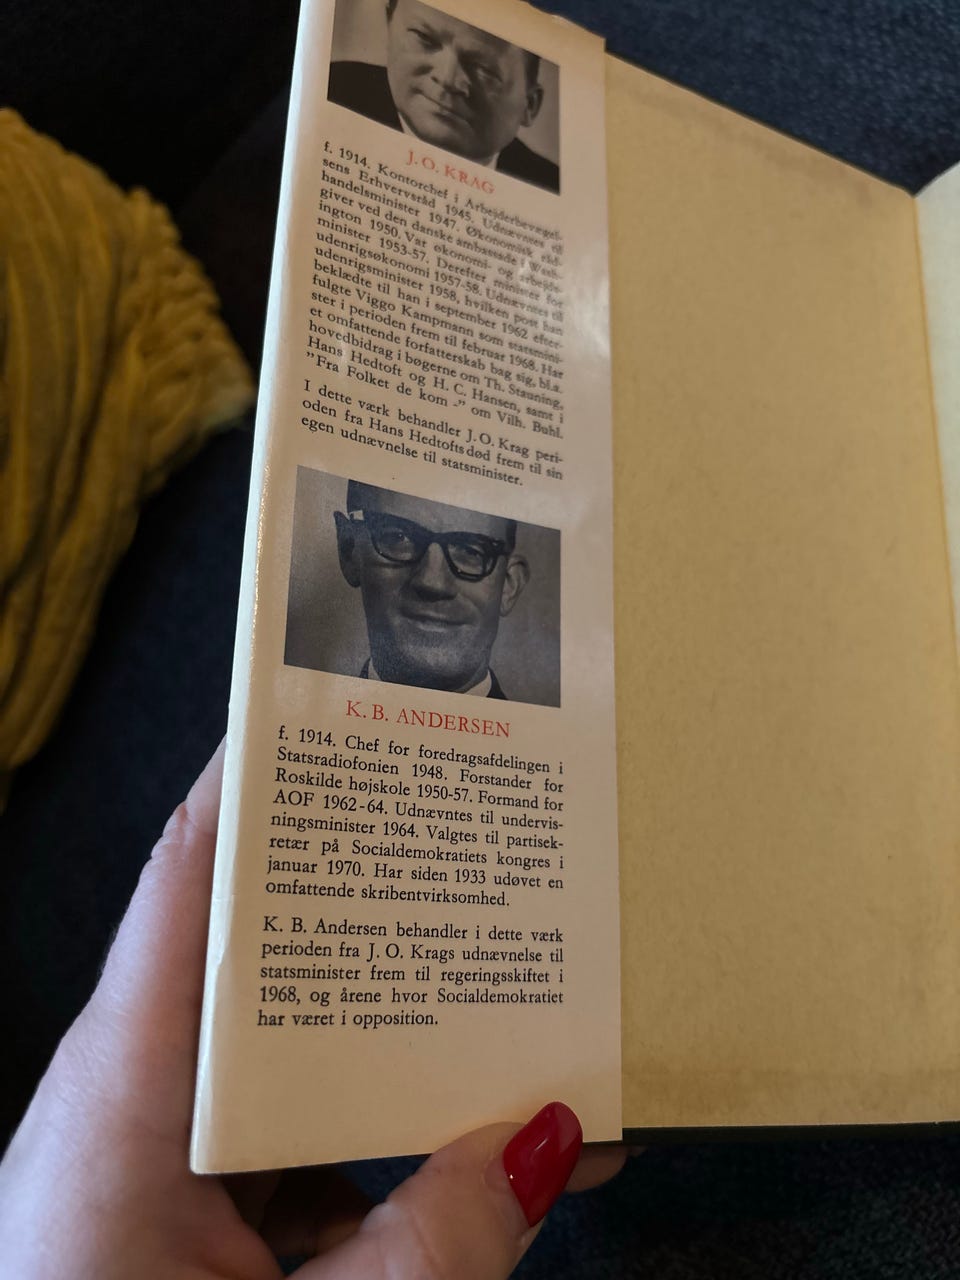 J. O. KRAG
f. 1914. Kontorchef i Arbejderbevægel-
sens Erhvervsråd 1945. Udnævntes til
handelsminister 1947. Økonomisk råd-
giver ved den danske ambassade i Wash-
ington 1950. Var økonomi- og arbejds-
minister 1953-57. Derefter minister for
udenrigsøkonomi 1957-58. Udnævntes til
udenrigsminister 1958, hvilken post han
beklædte til han i september 1962 efter-
fulgte Viggo Kampmann som statsmini-
ster i perioden frem til februar 1968. Har
et omfattende forfatterskab bag sig, bl.a.
hovedbidrag i bøgerne om Th. Stauning,
Hans Hedtoft og H. C. Hansen, samt i
”Fra Folket de kom -” om Vilh. Buhl.
I dette værk behandler J. O. Krag peri-
oden fra Hans Hedtofts død frem til sin
egen udnævnelse til statsminister.
K. B. ANDERSEN
f. 1914. Chef for foredragsafdelingen i
Statsradiofonien 1948. Forstander for
Roskilde højskole 1950-57. Formand for
AOF 1962-64. Udnævntes til undervis-
ningsminister 1964. Valgtes til partisek-
retær på Socialdemokratiets kongres i
januar 1970. Har siden 1933 udøvet en
omfattende skribentvirksomhed.
K. B. Andersen behandler i dette værk
perioden fra J. O. Krags udnævnelse til
statsminister frem til regeringsskiftet i
1968, og årene hvor Socialdemokratiet
har været i opposition.